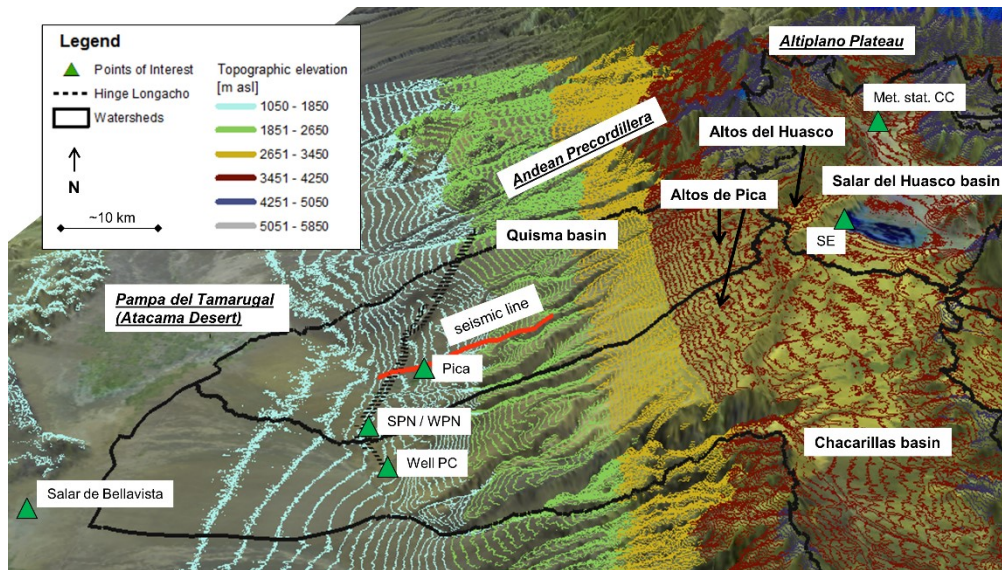 Legend
Points of Interest
Hinge Longacho
Watersheds
N
~10 km
Topographic elevation
[m asl]
1050 - 1850
1851 - 2650
2651 - 3450
3451 - 4250
4251 - 5050
5051 - 5850
Altiplano Plateau
Met. stat. CC
Andean Precordillera
Altos del Huasco
Altos de Pica
Salar del Huasco basin
SE
Quisma basin
Pampa del Tamarugal
(Atacama Desert)
seismic line
Pica
SPN / WPN
Well PC
Chacarillas basin
Salar de Bellavista